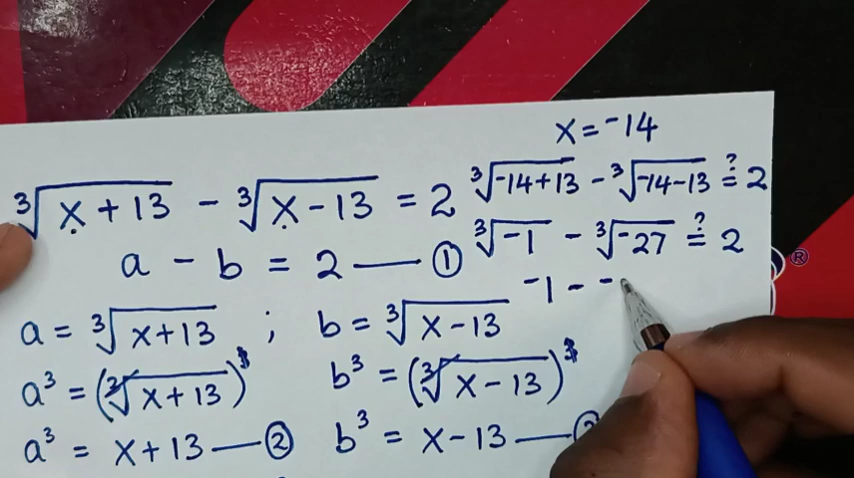 x = -14
∛(x + 13) - ∛(x - 13) = 2
∛(-14+13) - ∛(-14-13) ≟ 2
∛(-1) - ∛(-27) ≟ 2
a - b = 2 — ①
-1 - -
a = ∛(x+13) ; b = ∛(x-13)
a³ = (∛(x+13))³ b³ = (∛(x-13))³
a³ = x+13 — ② b³ = x-13 —
®